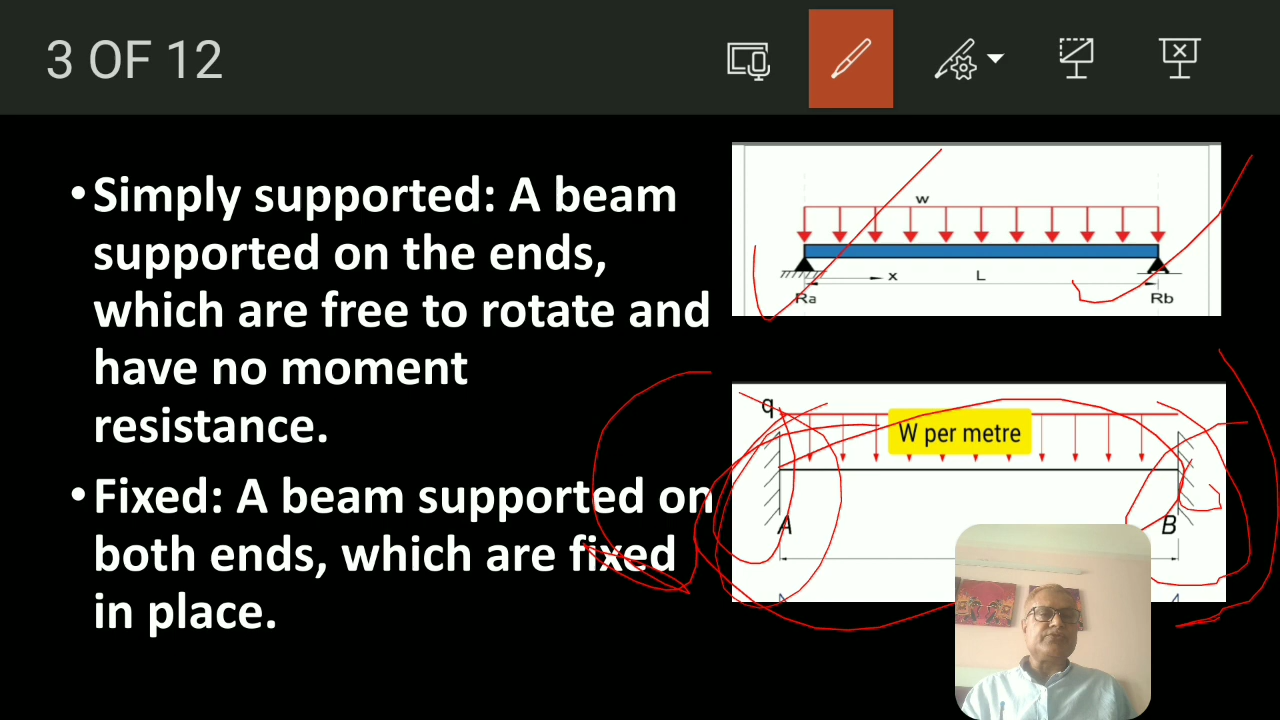 3 OF 12
•Simply supported: A beam
supported on the ends,
which are free to rotate and
have no moment
resistance.
•Fixed: A beam supported on
both ends, which are fixed
in place.
w
x
L
Ra
Rb
q
W per metre
A
B